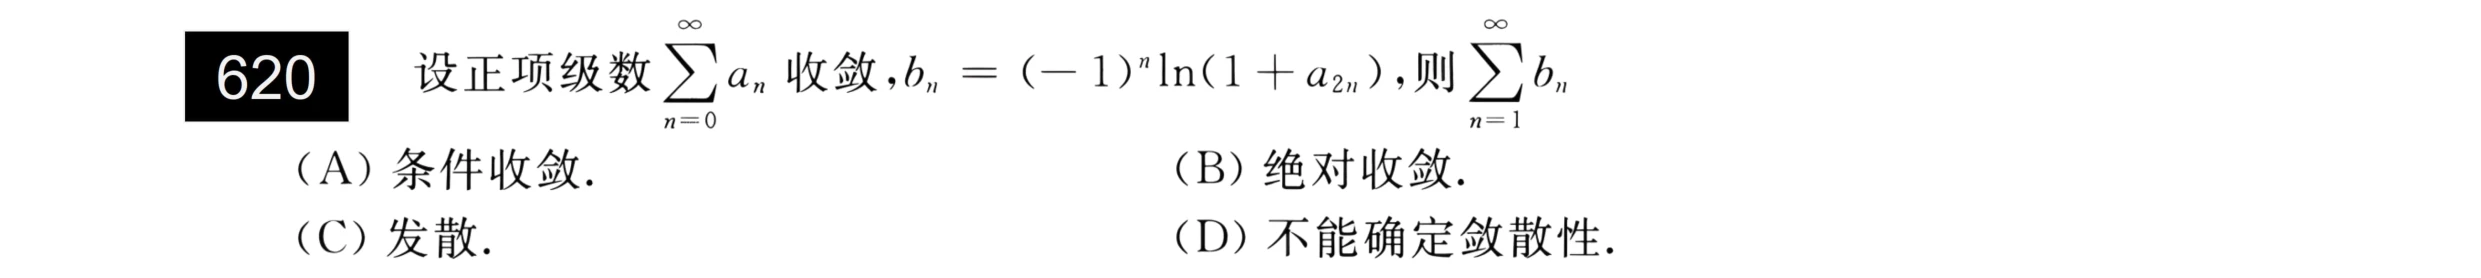 620 设正项级数 $\sum_{n=0}^{\infty} a_n$ 收敛,$b_n = (-1)^n \ln(1 + a_{2n})$,则 $\sum_{n=1}^{\infty} b_n$
(A) 条件收敛. (B) 绝对收敛.
(C) 发散. (D) 不能确定敛散性.